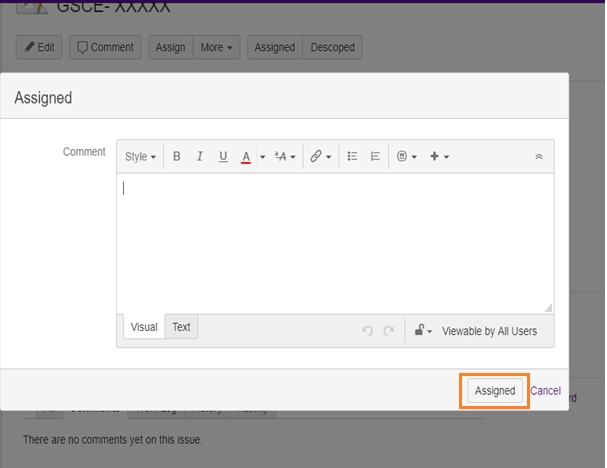 GSCE- XXXXX
Edit Comment Assign More Assigned Descoped
Assigned
Comment
Style B I U A ªA
Visual Text Viewable by All Users
Assigned Cancel
There are no comments yet on this issue.